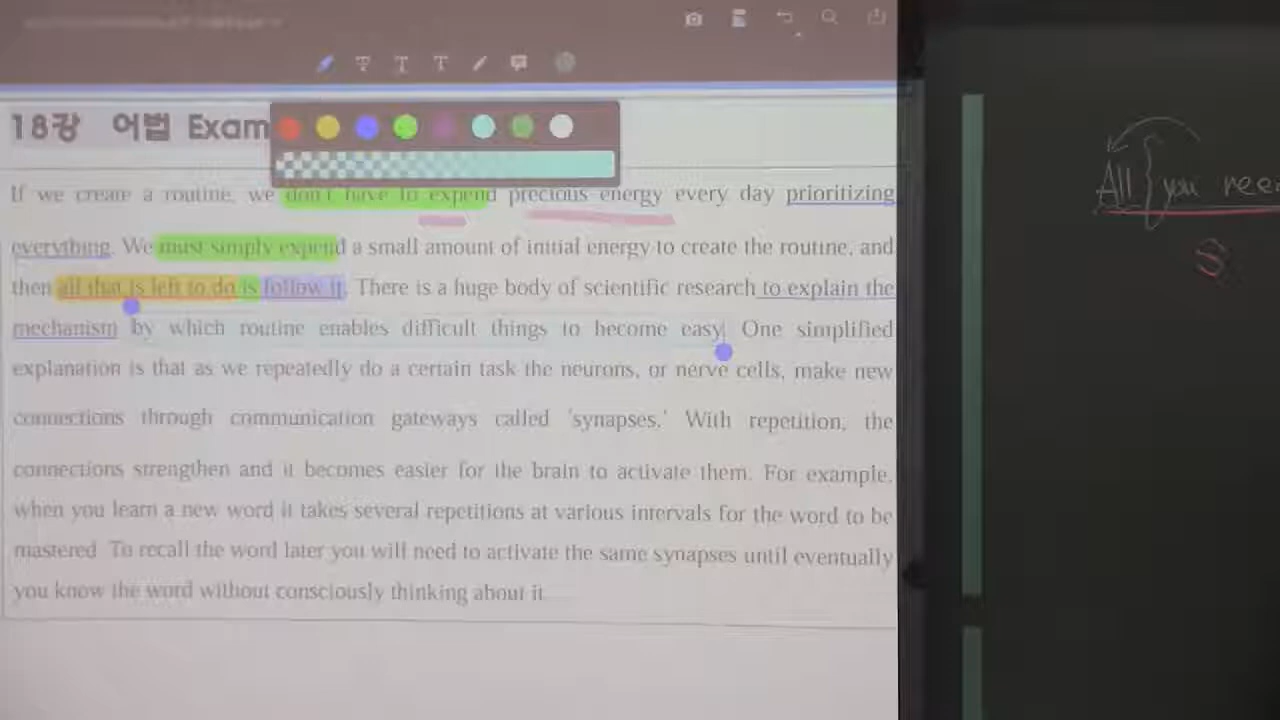 18강 어법 Exam
If we create a routine, we don't have to expend precious energy every day prioritizing
everything. We must simply expend a small amount of initial energy to create the routine, and
then all that is left to do is follow it. There is a huge body of scientific research to explain the
mechanism by which routine enables difficult things to become easy. One simplified
explanation is that as we repeatedly do a certain task the neurons, or nerve cells, make new
connections through communication gateways called 'synapses.' With repetition, the
connections strengthen and it becomes easier for the brain to activate them. For example,
when you learn a new word it takes several repetitions at various intervals for the word to be
mastered. To recall the word later you will need to activate the same synapses until eventually
you know the word without consciously thinking about it.
All { you nee
S